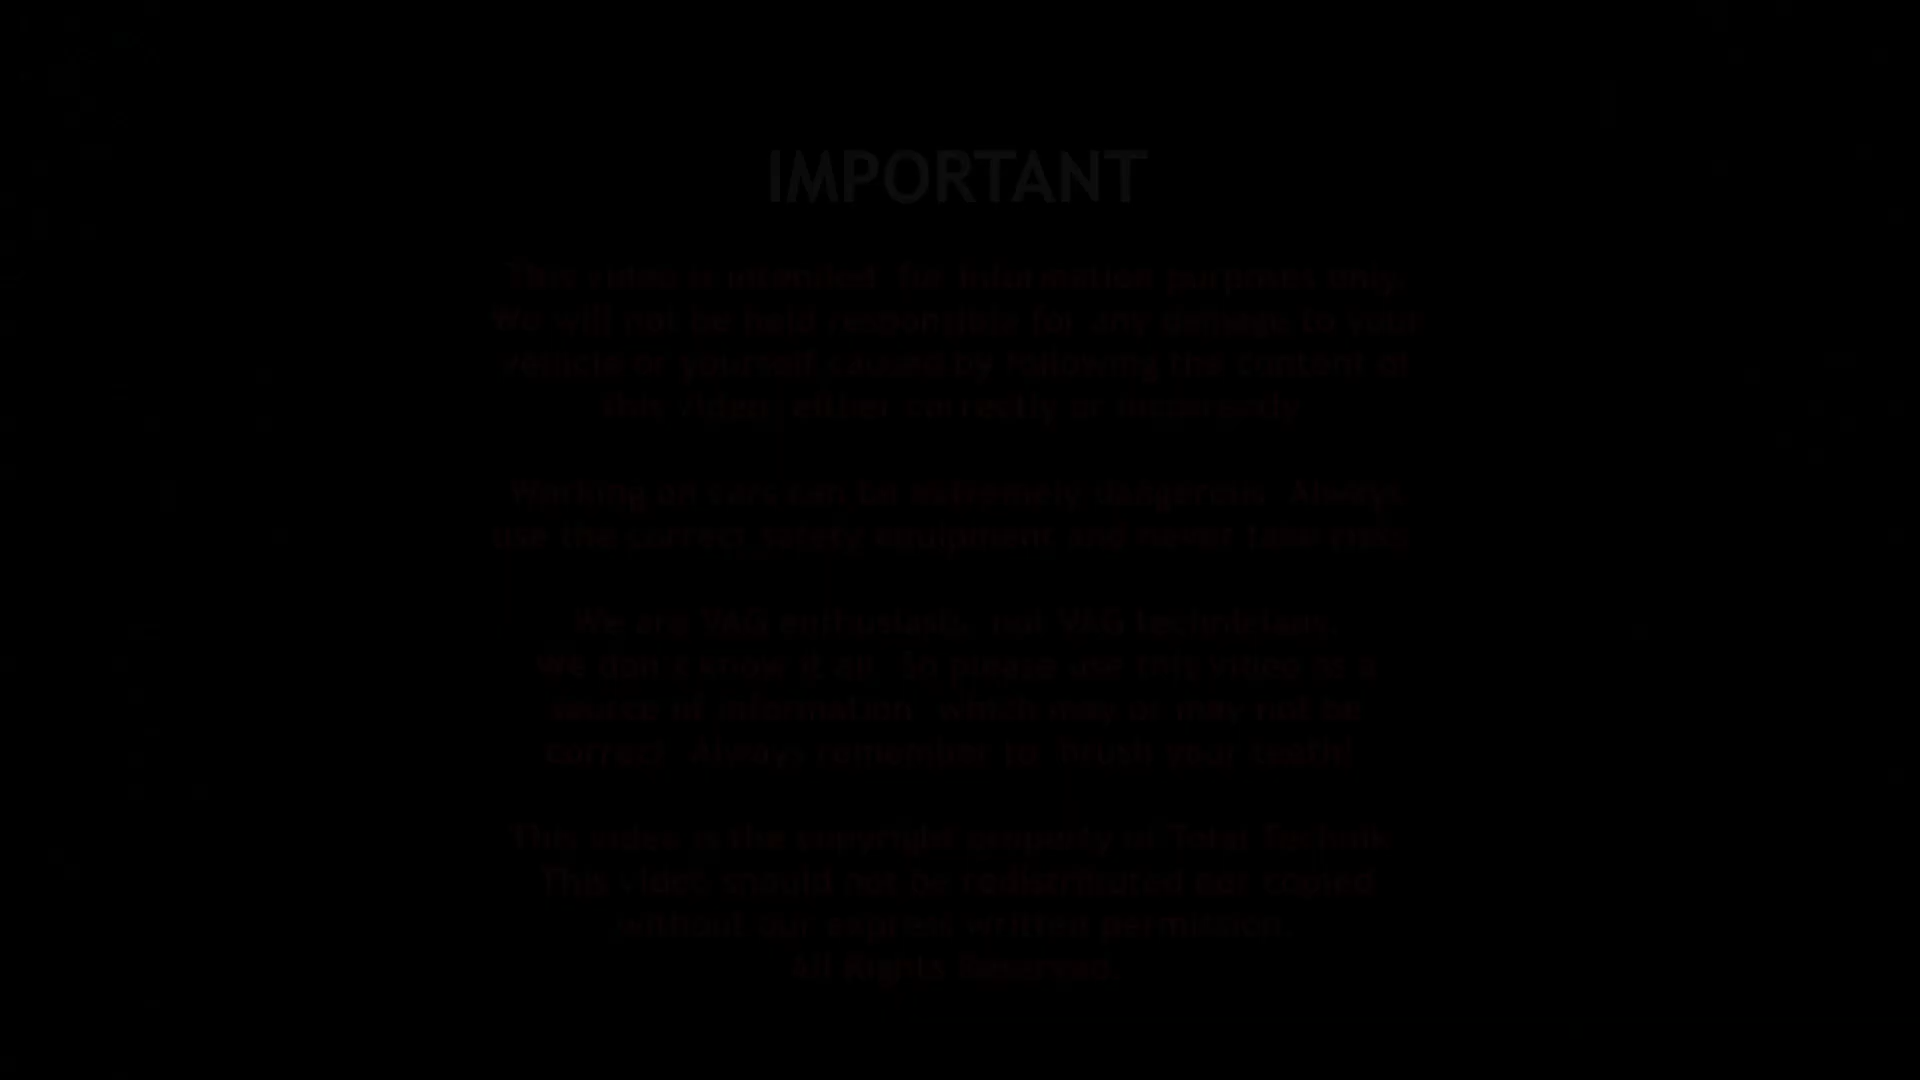 IMPORTANT
This video is intended for information purposes only.
We will not be held responsible for any damage to your
vehicle or yourself caused by following the content of
this video, either correctly or incorrectly.
Working on cars can be extremely dangerous. Always
use the correct safety equipment and never take risks.
We are VAG enthusiasts, not VAG technicians.
We don't know it all. So please use this video as a
source of information, which may or may not be
correct. Always remember to brush your teeth!
This video is the copyright property of Total Technik
This video should not be redistributed nor copied
without our express written permission.
All Rights Reserved.